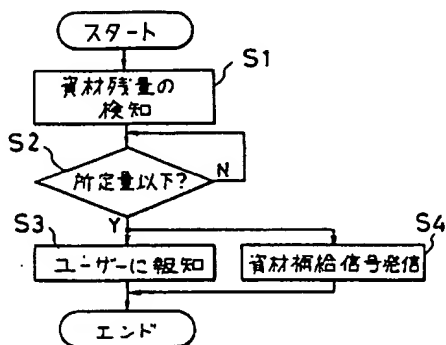 スタート
S1
資材残量の
検知
S2
所定量以下?
N
Y
S3
S4
ユーザーに報知
資材補給信号発信
エンド